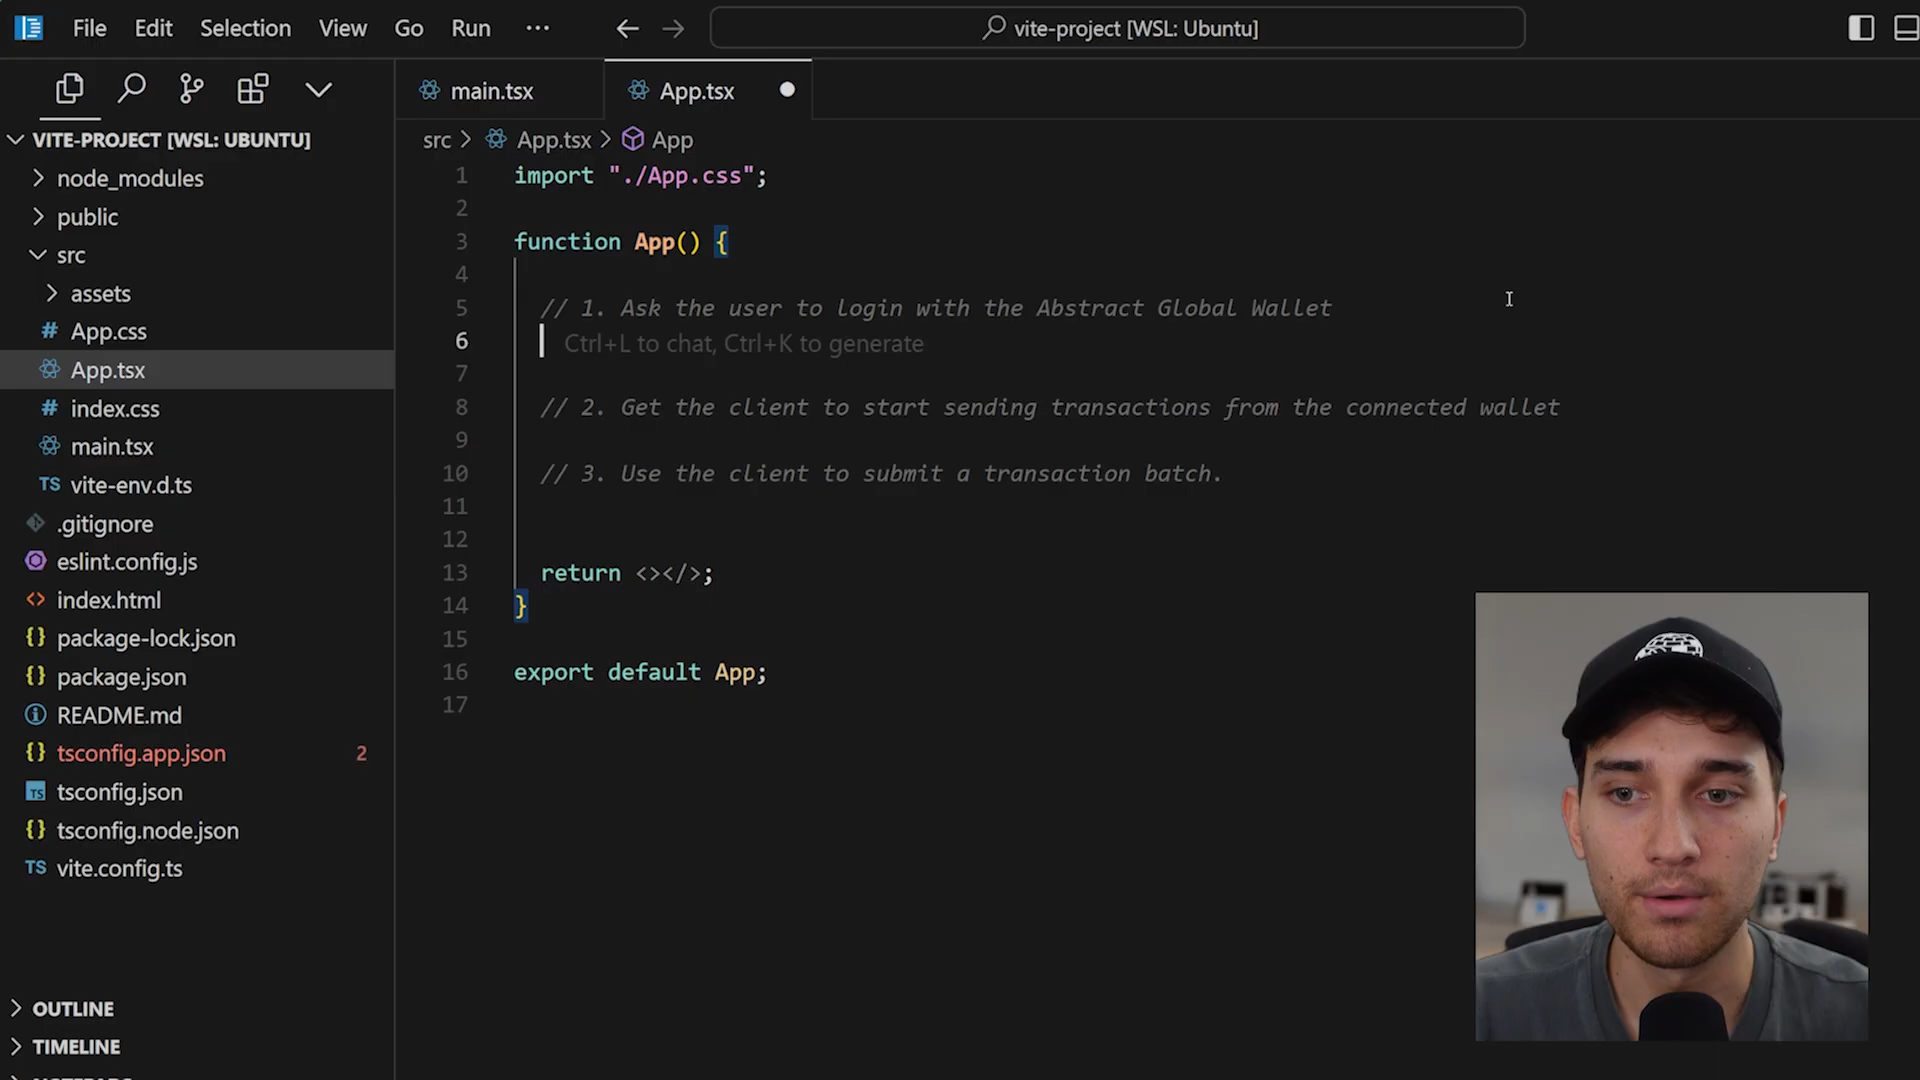 File Edit Selection View Go Run ···
vite-project [WSL: Ubuntu]
main.tsx
App.tsx
VITE-PROJECT [WSL: UBUNTU]
node_modules
public
src
assets
# App.css
App.tsx
# index.css
main.tsx
TS vite-env.d.ts
.gitignore
eslint.config.js
<> index.html
{} package-lock.json
{} package.json
README.md
{} tsconfig.app.json 2
TS tsconfig.json
{} tsconfig.node.json
TS vite.config.ts
OUTLINE
TIMELINE
src > App.tsx > App
1 import "./App.css";
2
3 function App() {
4
5 // 1. Ask the user to login with the Abstract Global Wallet
6 Ctrl+L to chat, Ctrl+K to generate
7
8 // 2. Get the client to start sending transactions from the connected wallet
9
10 // 3. Use the client to submit a transaction batch.
11
12
13 return <></>;
14 }
15
16 export default App;
17